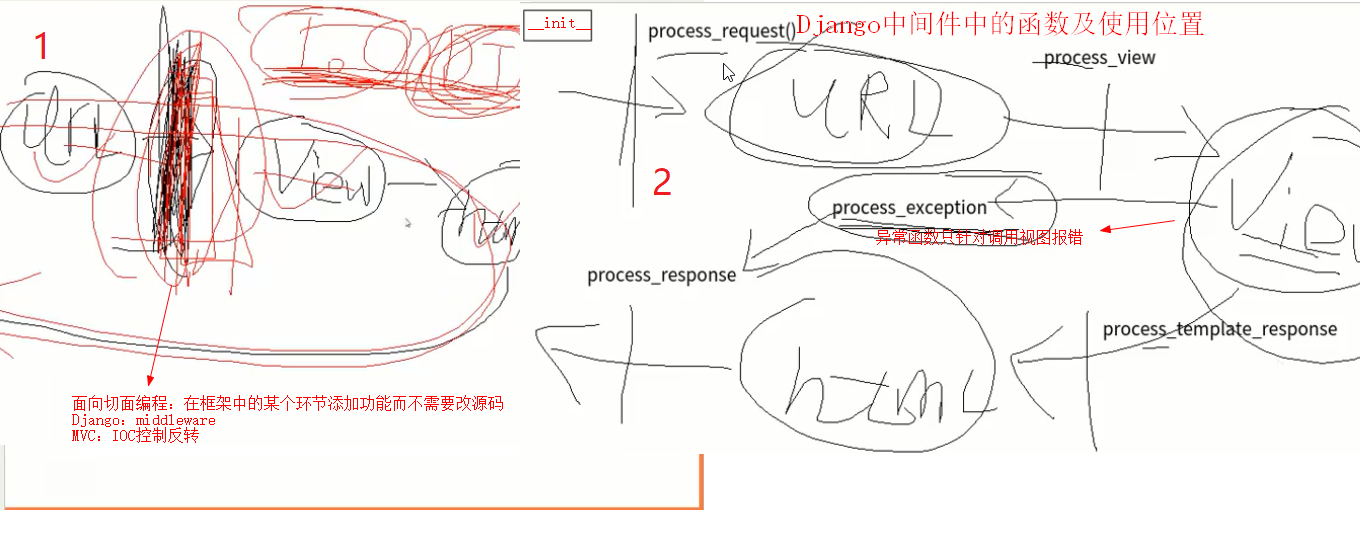 1
URL
View
面向切面编程：在框架中的某个环节添加功能而不需要改源码
Django：middleware
MVC：IOC控制反转
__init__
Django中间件中的函数及使用位置
process_request()
process_view
URL
2
process_exception
异常函数只针对调用视图报错
process_response
process_template_response
html